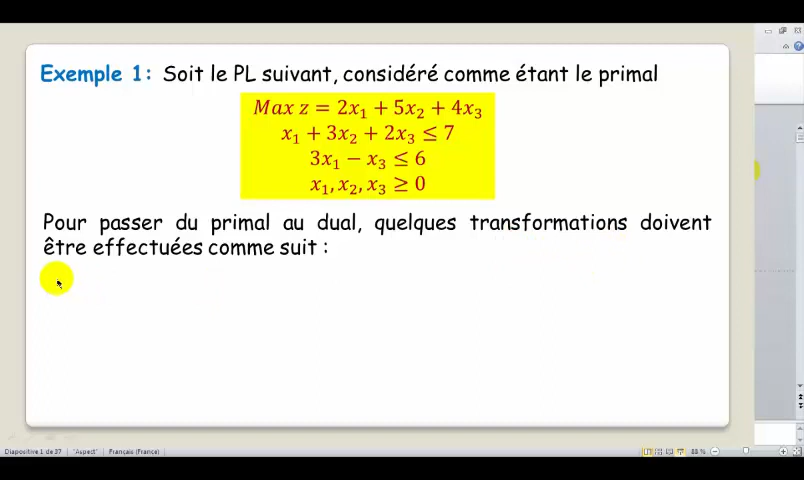 Exemple 1: Soit le PL suivant, considéré comme étant le primal
Max z = 2x₁ + 5x₂ + 4x₃
x₁ + 3x₂ + 2x₃ ≤ 7
3x₁ − x₃ ≤ 6
x₁, x₂, x₃ ≥ 0
Pour passer du primal au dual, quelques transformations doivent
être effectuées comme suit :
Diapositive 1 de 37 "Aspect" Français (France) 88 %